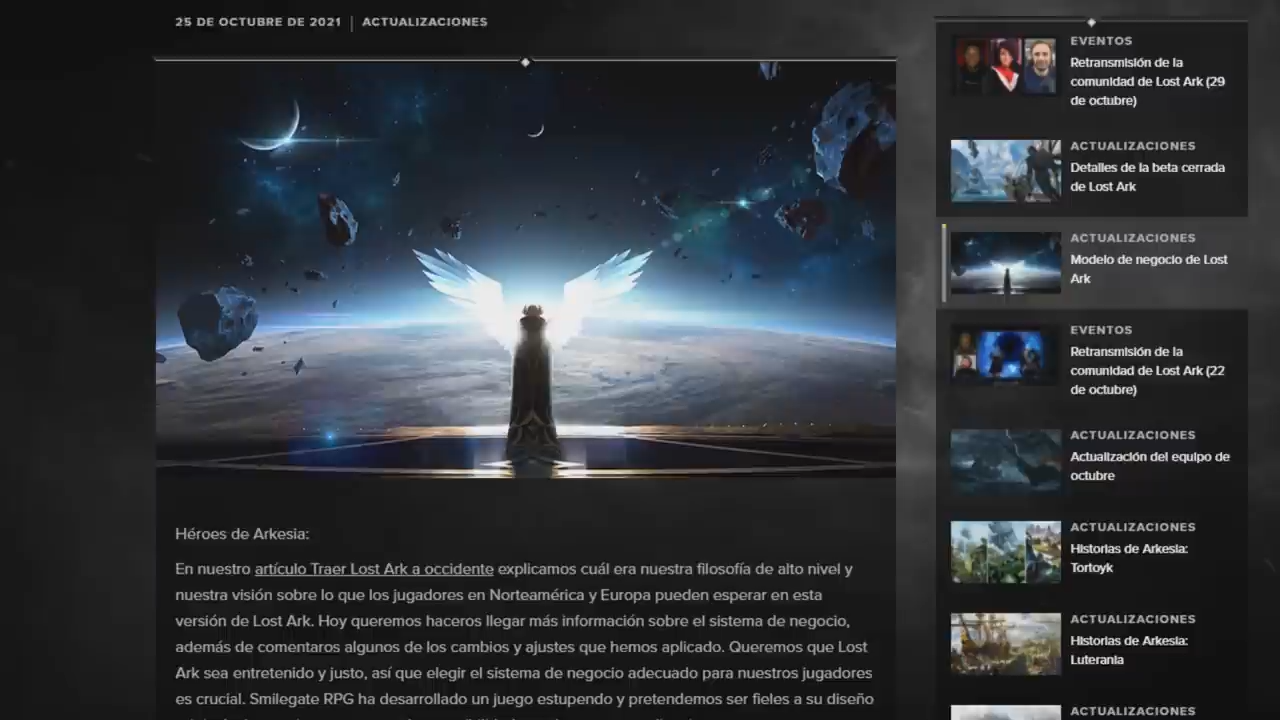 25 DE OCTUBRE DE 2021 | ACTUALIZACIONES
Héroes de Arkesia:
En nuestro artículo Traer Lost Ark a occidente explicamos cuál era nuestra filosofía de alto nivel y
nuestra visión sobre lo que los jugadores en Norteamérica y Europa pueden esperar en esta
versión de Lost Ark. Hoy queremos haceros llegar más información sobre el sistema de negocio,
además de comentaros algunos de los cambios y ajustes que hemos aplicado. Queremos que Lost
Ark sea entretenido y justo, así que elegir el sistema de negocio adecuado para nuestros jugadores
es crucial. Smilegate RPG ha desarrollado un juego estupendo y pretendemos ser fieles a su diseño
EVENTOS
Retransmisión de la
comunidad de Lost Ark (29
de octubre)
ACTUALIZACIONES
Detalles de la beta cerrada
de Lost Ark
ACTUALIZACIONES
Modelo de negocio de Lost
Ark
EVENTOS
Retransmisión de la
comunidad de Lost Ark (22
de octubre)
ACTUALIZACIONES
Actualización del equipo de
octubre
ACTUALIZACIONES
Historias de Arkesia:
Tortoyk
ACTUALIZACIONES
Historias de Arkesia:
Luterania
ACTUALIZACIONES